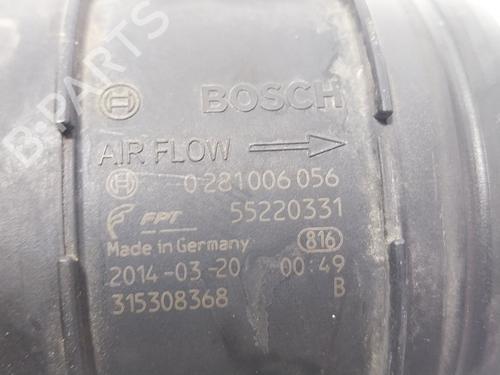 BOSCH
AIR FLOW
0 281 006 056
FPT 55220331
Made in Germany 816
2014-03-20 00:49
315308368 B
B-PARTS